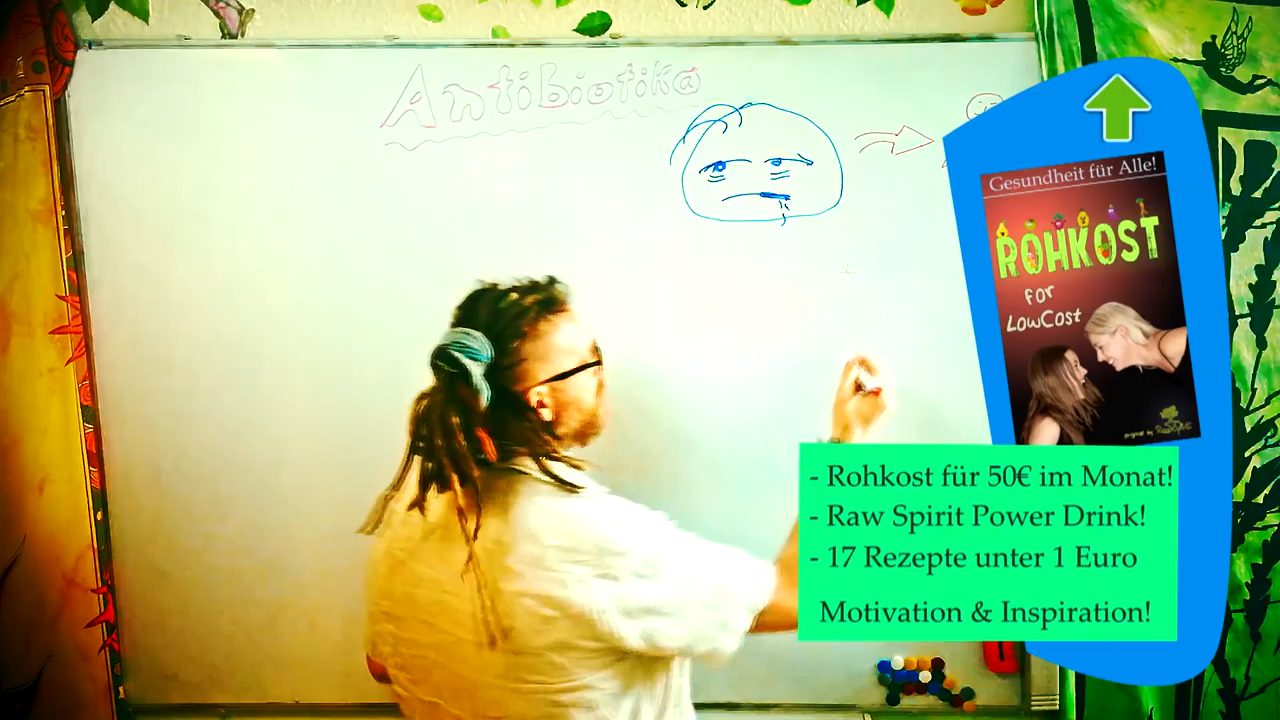 Antibiotika
Gesundheit für Alle!
ROHKOST
for
LowCost
- Rohkost für 50€ im Monat!
- Raw Spirit Power Drink!
- 17 Rezepte unter 1 Euro
Motivation & Inspiration!